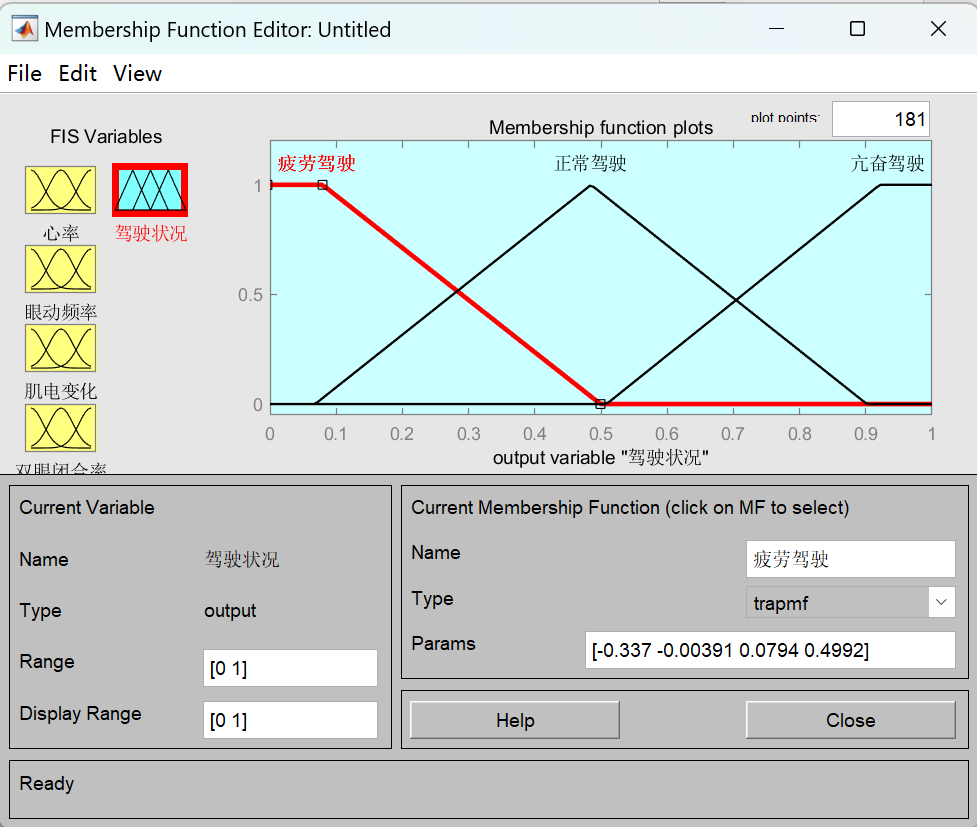 Membership Function Editor: Untitled
File Edit View
FIS Variables
心率
驾驶状况
眼动频率
肌电变化
双眼闭合率
Membership function plots
plot points:
181
疲劳驾驶
正常驾驶
亢奋驾驶
1
0.5
0
0 0.1 0.2 0.3 0.4 0.5 0.6 0.7 0.8 0.9 1
output variable "驾驶状况"
Current Variable
Name 驾驶状况
Type output
Range [0 1]
Display Range [0 1]
Current Membership Function (click on MF to select)
Name 疲劳驾驶
Type trapmf
Params [-0.337 -0.00391 0.0794 0.4992]
Help
Close
Ready